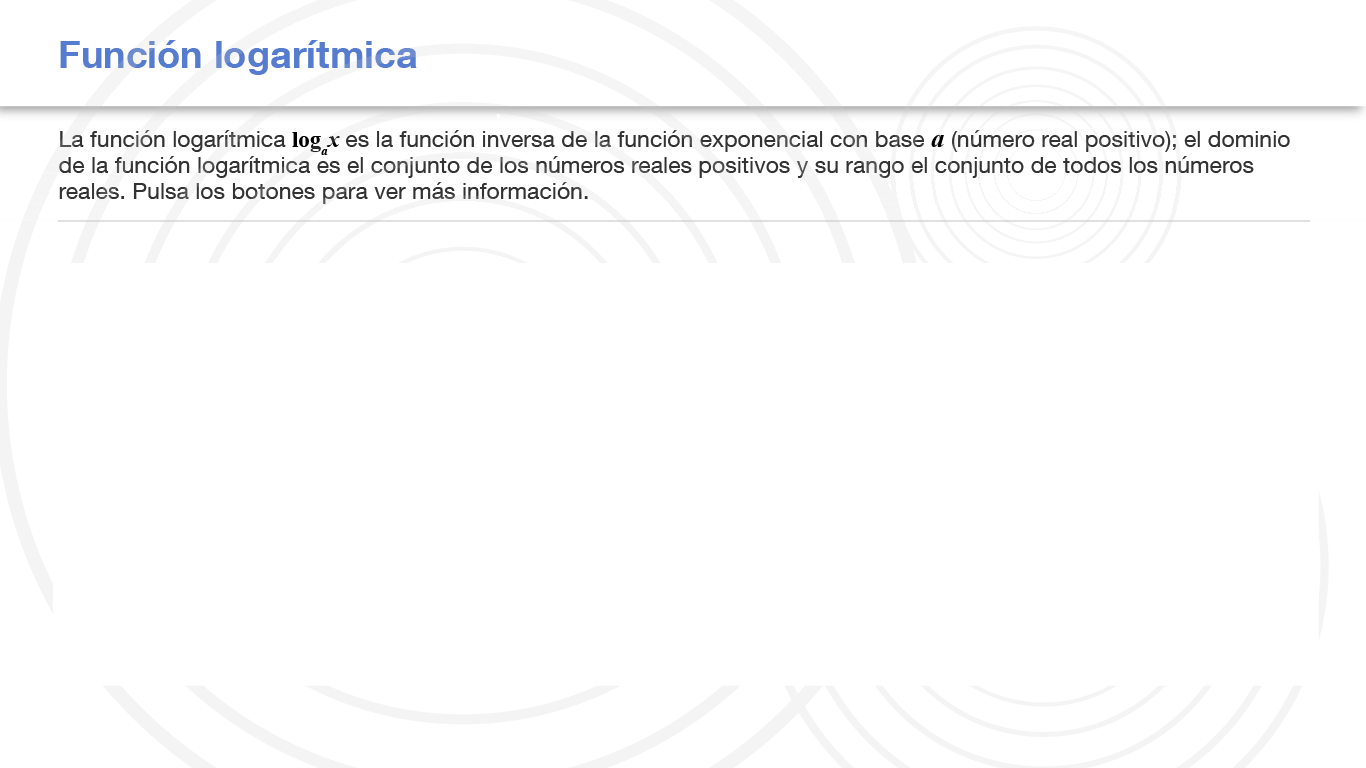 Función logarítmica
La función logarítmica logₐx es la función inversa de la función exponencial con base a (número real positivo); el dominio
de la función logarítmica es el conjunto de los números reales positivos y su rango el conjunto de todos los números
reales. Pulsa los botones para ver más información.